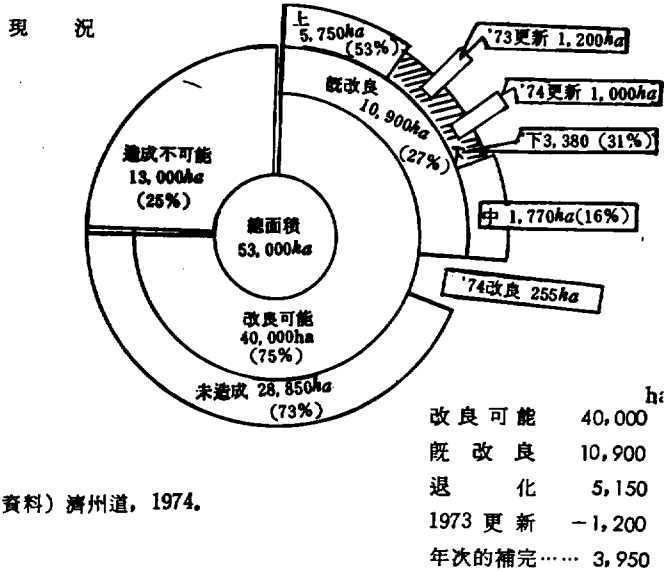 現 況
上
5,750ha
(53%)
'73更新 1,200ha
'74更新 1,000ha
下
下3,380 (31%)
中 1,770ha(16%)
既改良
10,900ha
(27%)
造成不可能
13,000ha
(25%)
總面積
53,000ha
'74改良 255ha
改良可能
40,000ha
(75%)
未造成 28,850ha
(73%)
ha
改良可能 40,000
既改良 10,900
退化 5,150
1973 更新 -1,200
年次的補完…… 3,950
資料) 濟州道, 1974。